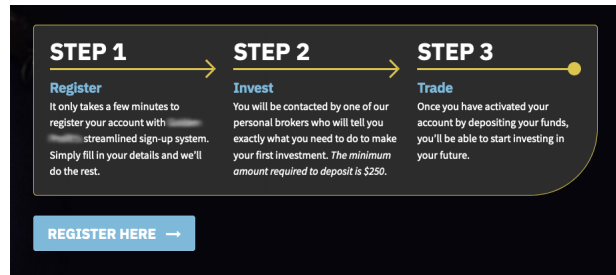 STEP 1
Register
It only takes a few minutes to
register your account with
streamlined sign-up system.
Simply fill in your details and we'll
do the rest.
STEP 2
Invest
You will be contacted by one of our
personal brokers who will tell you
exactly what you need to do to make
your first investment. The minimum
amount required to deposit is $250.
STEP 3
Trade
Once you have activated your
account by depositing your funds,
you'll be able to start investing in
your future.
REGISTER HERE →